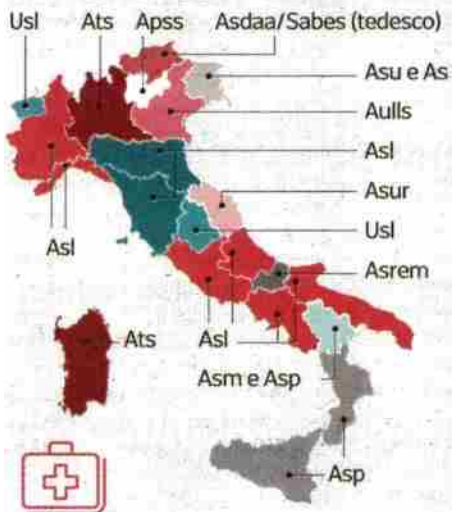 Usl Ats Apss Asdaa/Sabes (tedesco)
Asu e As
Aulls
Asl
Asur
Usl
Asl
Asrem
Ats
Asl
Asm e Asp
Asp